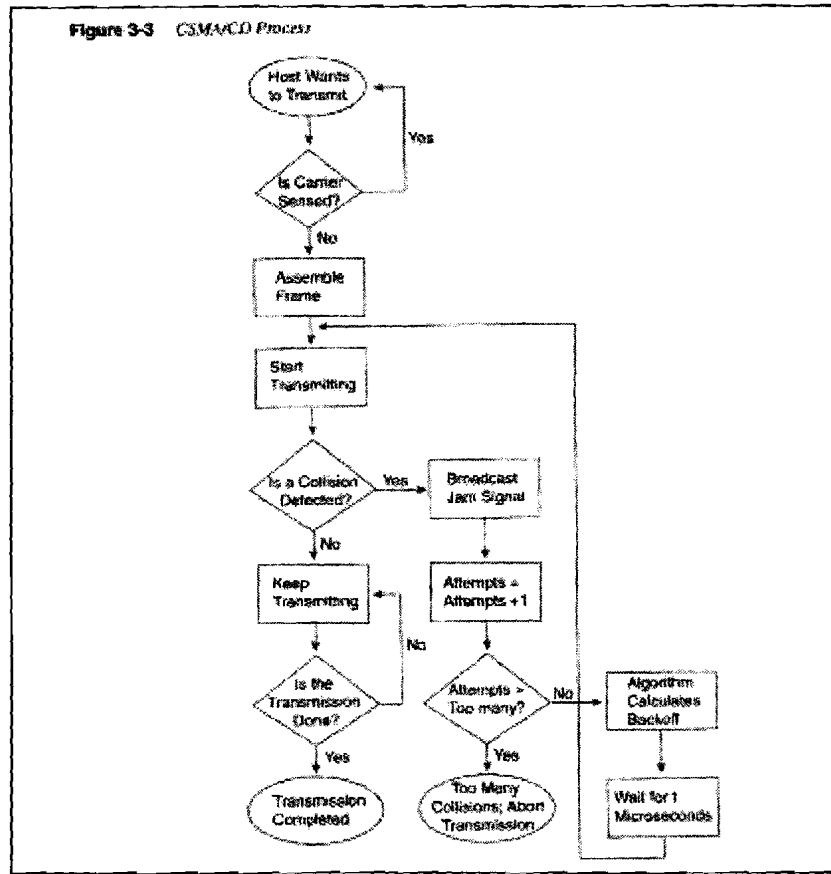 Figure 3-3 CSMA/CD Process
Host Wants
to Transmit
Yes
Is Carrier
Sensed?
No
Assemble
Frame
Start
Transmitting
Is a Collision
Detected?
Yes
Broadcast
Jam Signal
No
Keep
Transmitting
Attempts =
Attempts +1
No
Is the
Transmission
Done?
Attempts >
Too many?
No
Algorithm
Calculates
Backoff
Yes
Yes
Transmission
Completed
Too Many
Collisions; Abort
Transmission
Wait for
Microseconds